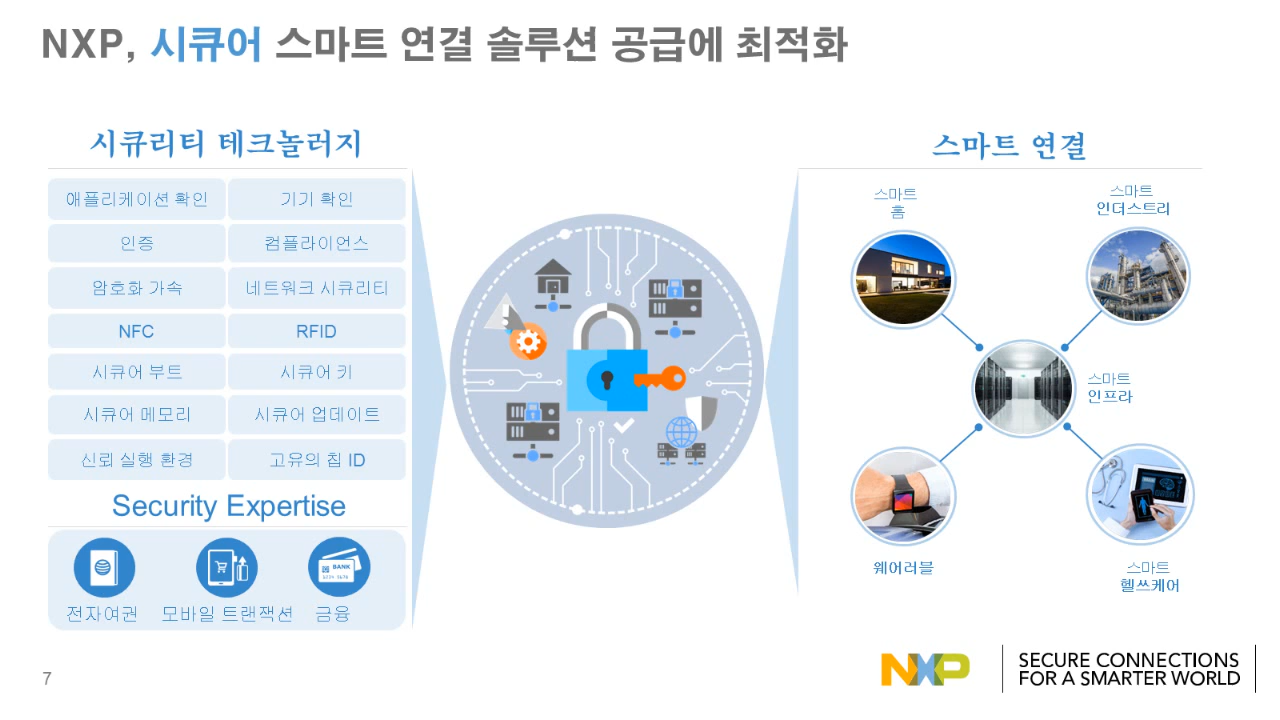 NXP, 시큐어 스마트 연결 솔루션 공급에 최적화
시큐리티 테크놀러지
애플리케이션 확인
기기 확인
인증
컴플라이언스
암호화 가속
네트워크 시큐리티
NFC
RFID
시큐어 부트
시큐어 키
시큐어 메모리
시큐어 업데이트
신뢰 실행 환경
고유의 칩 ID
Security Expertise
BANK
전자여권
모바일 트랜잭션
금융
스마트 연결
스마트
홈
스마트
인더스트리
스마트
인프라
웨어러블
스마트
헬쓰케어
7
NXP
SECURE CONNECTIONS
FOR A SMARTER WORLD